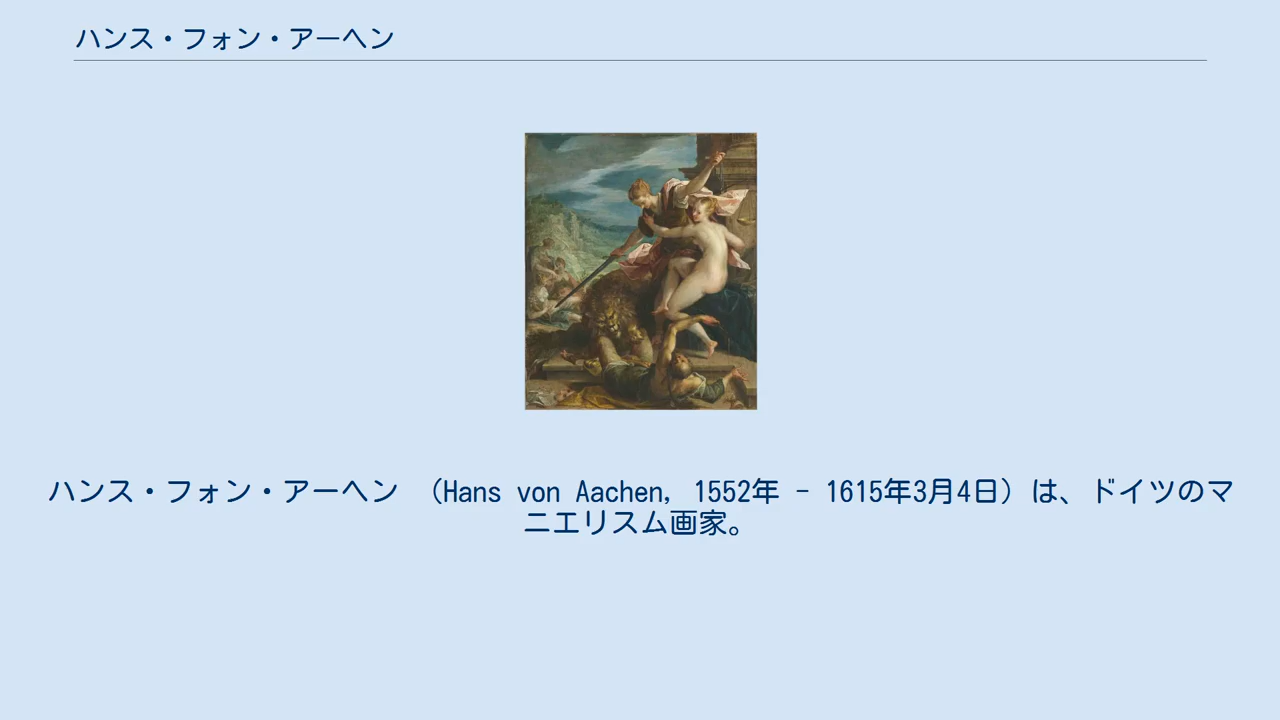 ハンス・フォン・アーヘン
ハンス・フォン・アーヘン （Hans von Aachen, 1552年 - 1615年3月4日）は、ドイツのマ
ニエリスム画家。